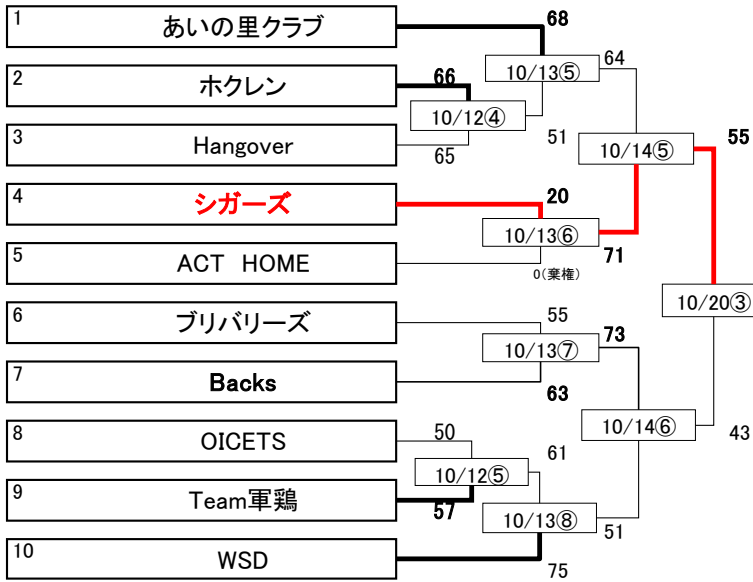 1 あいの里クラブ 68
2 ホクレン 66 10/13⑤ 64
10/12④
3 Hangover 65 51 10/14⑤ 55
4 シガーズ 20
10/13⑥ 71
5 ACT HOME 0(棄権)
10/20③
6 ブリバリーズ 55
10/13⑦ 73
7 Backs 63
10/14⑥ 43
8 OICETS 50 61
10/12⑤
9 Team軍鶏 57 10/13⑧ 51
10 WSD 75